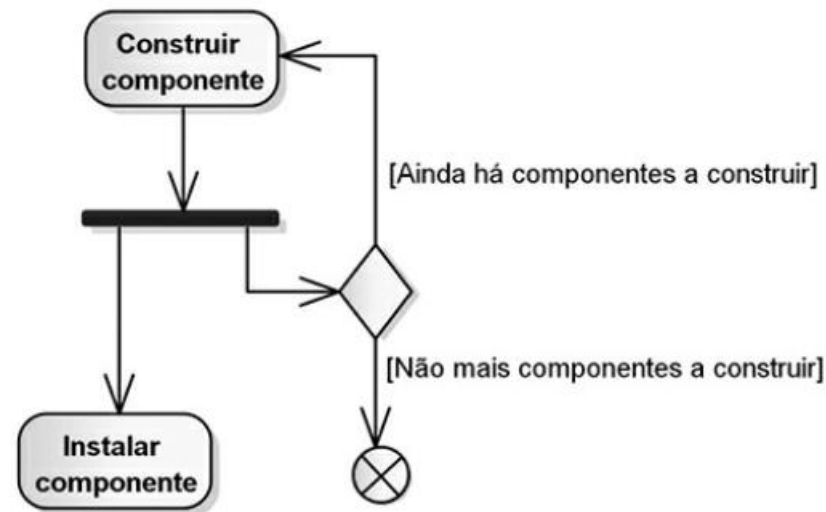 Construir
componente
[Ainda há componentes a construir]
[Não mais componentes a construir]
Instalar
componente